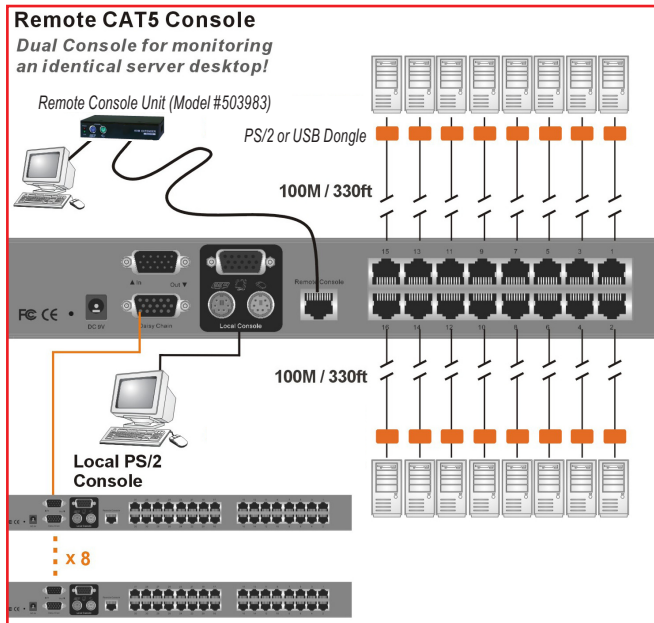 Remote CAT5 Console
Dual Console for monitoring
an identical server desktop!
Remote Console Unit (Model #503983)
PS/2 or USB Dongle
100M / 330ft
15 13 11 9 7 5 3 1
▲ In Out ▼
Remote Console
FC CE
DC 9V
Daisy Chain
Local Console
16 14 12 10 8 6 4 2
100M / 330ft
Local PS/2
Console
x 8